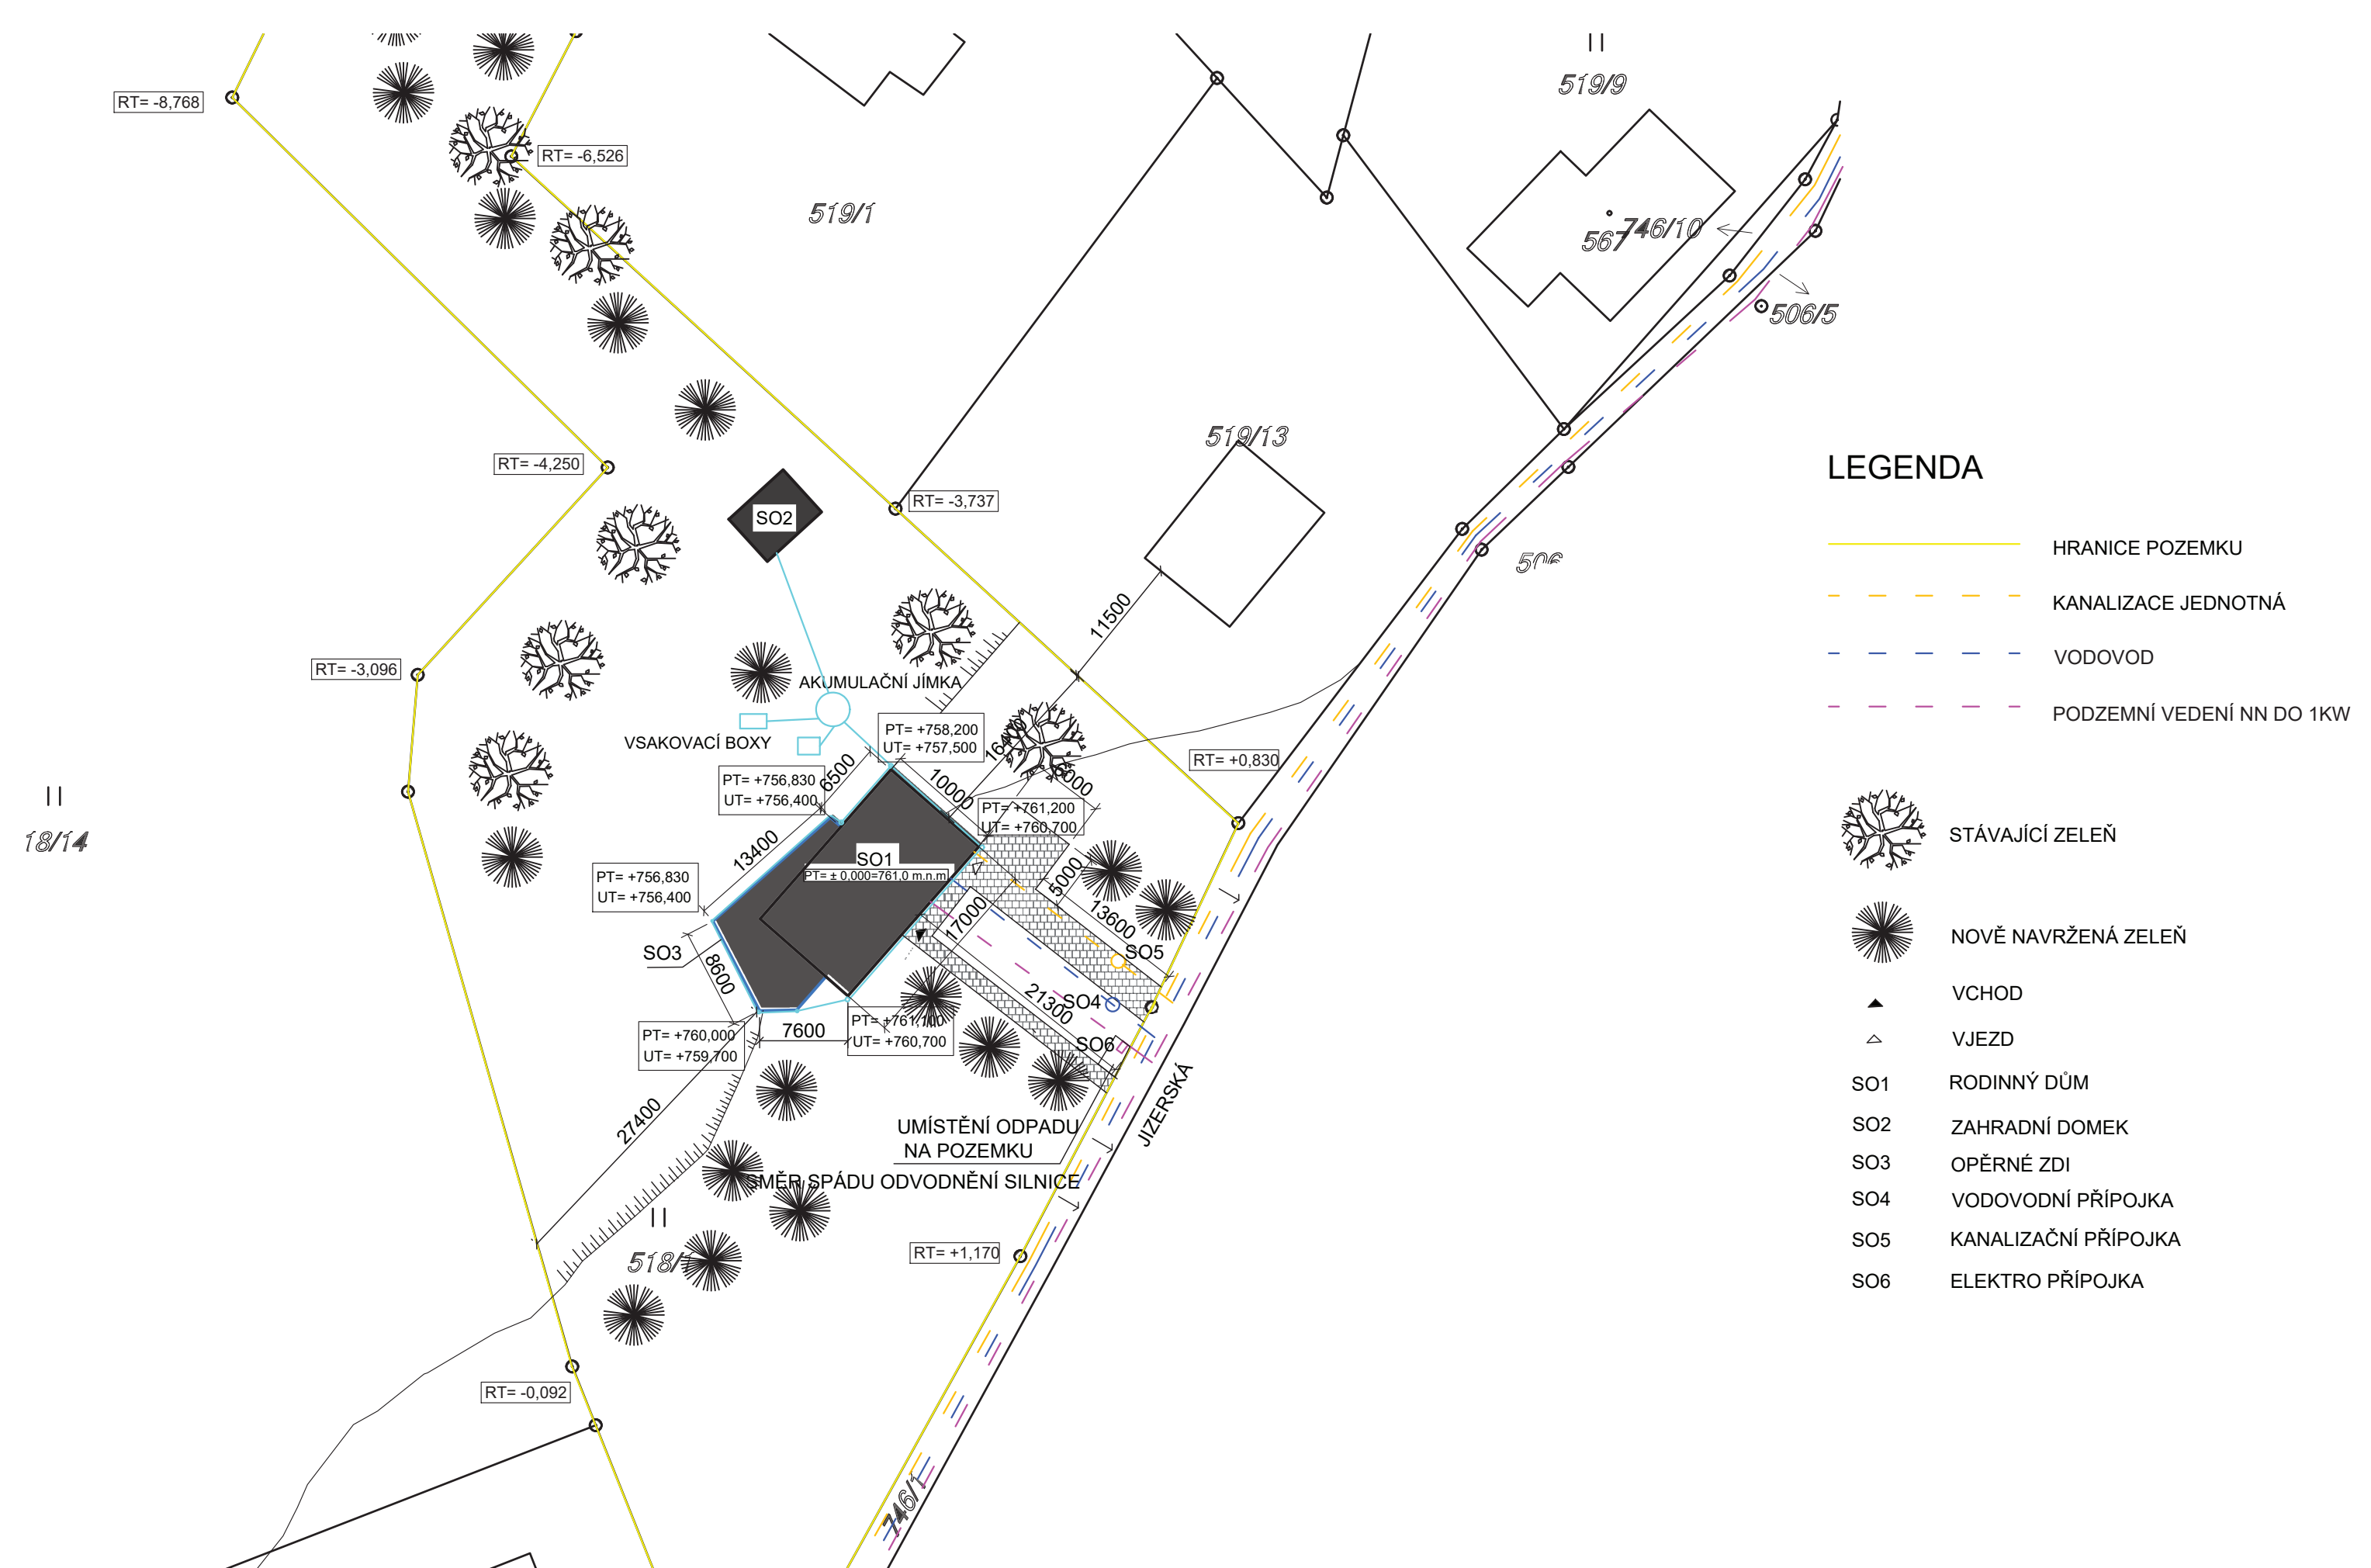 RT= -8,768
RT= -6,526
519/9
519/1
567
746/10
506/5
RT= -4,250
RT= -3,737
519/13
SO2
11500
RT= -3,096
AKUMULAČNÍ JÍMKA
VSAKOVACÍ BOXY
PT= +758,200
UT= +757,500
16400
RT= +0,830
PT= +756,830
UT= +756,400
6500
10000
6000
PT= +761,200
UT= +760,700
18/14
13400
SO1
PT= ± 0,000=761,0 m.n.m
PT= +756,830
UT= +756,400
5000
17000
13600
SO3
8600
SO5
SO4
21300
PT= +760,000
UT= +759,700
7600
PT= +761,100
UT= +760,700
SO6
27400
UMÍSTĚNÍ ODPADU
NA POZEMKU
JIZERSKÁ
SMĚR SPÁDU ODVODNĚNÍ SILNICE
RT= +1,170
RT= -0,092
LEGENDA
HRANICE POZEMKU
KANALIZACE JEDNOTNÁ
VODOVOD
PODZEMNÍ VEDENÍ NN DO 1KW
STÁVAJÍCÍ ZELEŇ
NOVĚ NAVRŽENÁ ZELEŇ
VCHOD
VJEZD
SO1 RODINNÝ DŮM
SO2 ZAHRADNÍ DOMEK
SO3 OPĚRNÉ ZDI
SO4 VODOVODNÍ PŘÍPOJKA
SO5 KANALIZAČNÍ PŘÍPOJKA
SO6 ELEKTRO PŘÍPOJKA